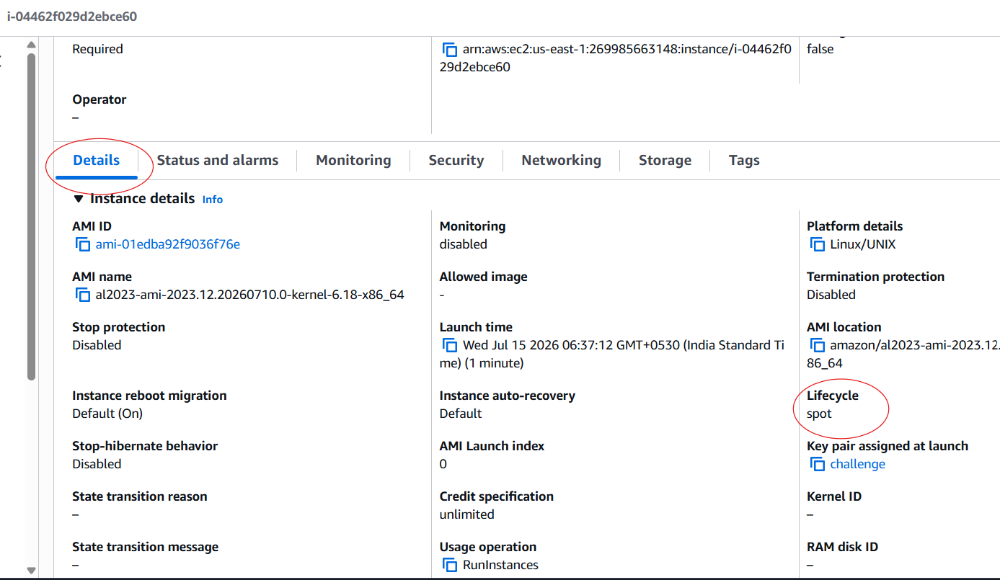 i-04462f029d2ebce60
Required
arn:aws:ec2:us-east-1:269985663148:instance/i-04462f0
29d2ebce60
false
Operator
–
Details
Status and alarms
Monitoring
Security
Networking
Storage
Tags
Instance details Info
AMI ID
ami-01edba92f9036f76e
Monitoring
disabled
Platform details
Linux/UNIX
AMI name
al2023-ami-2023.12.20260710.0-kernel-6.18-x86_64
Allowed image
-
Termination protection
Disabled
Stop protection
Disabled
Launch time
Wed Jul 15 2026 06:37:12 GMT+0530 (India Standard Ti
me) (1 minute)
AMI location
amazon/al2023-ami-2023.12.
86_64
Instance reboot migration
Default (On)
Instance auto-recovery
Default
Lifecycle
spot
Stop-hibernate behavior
Disabled
AMI Launch index
0
Key pair assigned at launch
challenge
State transition reason
–
Credit specification
unlimited
Kernel ID
–
State transition message
–
Usage operation
RunInstances
RAM disk ID
–